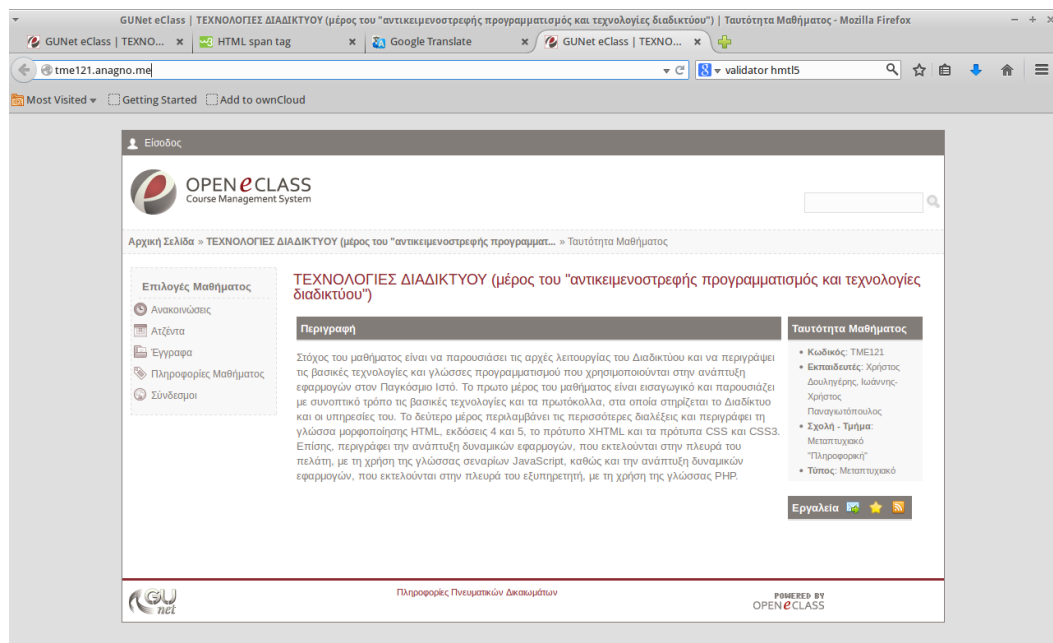 GUNet eClass | ΤΕΧΝΟΛΟΓΙΕΣ ΔΙΑΔΙΚΤΥΟΥ (μέρος του "αντικειμενοστρεφής προγραμματισμός και τεχνολογίες διαδικτύου") | Ταυτότητα Μαθήματος - Mozilla Firefox
GUNet eClass | ΤΕΧΝΟ... HTML span tag Google Translate GUNet eClass | ΤΕΧΝΟ...
tme121.anagno.me validator hmtl5
Most Visited Getting Started Add to ownCloud
Είσοδος
OPEN eCLASS
Course Management System
Αρχική Σελίδα » ΤΕΧΝΟΛΟΓΙΕΣ ΔΙΑΔΙΚΤΥΟΥ (μέρος του "αντικειμενοστρεφής προγραμματ... » Ταυτότητα Μαθήματος
Επιλογές Μαθήματος
Ανακοινώσεις
Ατζέντα
Έγγραφα
Πληροφορίες Μαθήματος
Σύνδεσμοι
ΤΕΧΝΟΛΟΓΙΕΣ ΔΙΑΔΙΚΤΥΟΥ (μέρος του "αντικειμενοστρεφής προγραμματισμός και τεχνολογίες
διαδικτύου")
Περιγραφή
Στόχος του μαθήματος είναι να παρουσιάσει τις αρχές λειτουργίας του Διαδικτύου και να περιγράψει
τις βασικές τεχνολογίες και γλώσσες προγραμματισμού που χρησιμοποιούνται στην ανάπτυξη
εφαρμογών στον Παγκόσμιο Ιστό. Το πρωτο μέρος του μαθήματος είναι εισαγωγικό και παρουσιάζει
με συνοπτικό τρόπο τις βασικές τεχνολογίες και τα πρωτόκολλα, στα οποία στηρίζεται το Διαδίκτυο
και οι υπηρεσίες του. Το δεύτερο μέρος περιλαμβάνει τις περισσότερες διαλέξεις και περιγράφει τη
γλώσσα μορφοποίησης HTML, εκδόσεις 4 και 5, το πρότυπο XHTML και τα πρότυπα CSS και CSS3.
Επίσης, περιγράφει την ανάπτυξη δυναμικών εφαρμογών, που εκτελούνται στην πλευρά του
πελάτη, με τη χρήση της γλώσσας σεναρίων JavaScript, καθώς και την ανάπτυξη δυναμικών
εφαρμογών, που εκτελούνται στην πλευρά του εξυπηρετητή, με τη χρήση της γλώσσας PHP.
Ταυτότητα Μαθήματος
• Κωδικός: TME121
• Εκπαιδευτές: Χρήστος
Δουληγέρης, Ιωάννης-
Χρήστος
Παναγιωτόπουλος
• Σχολή - Τμήμα:
Μεταπτυχιακό
"Πληροφορική"
• Τύπος: Μεταπτυχιακό
Εργαλεία
GU
net
Πληροφορίες Πνευματικών Δικαιωμάτων
POWERED BY
OPEN eCLASS